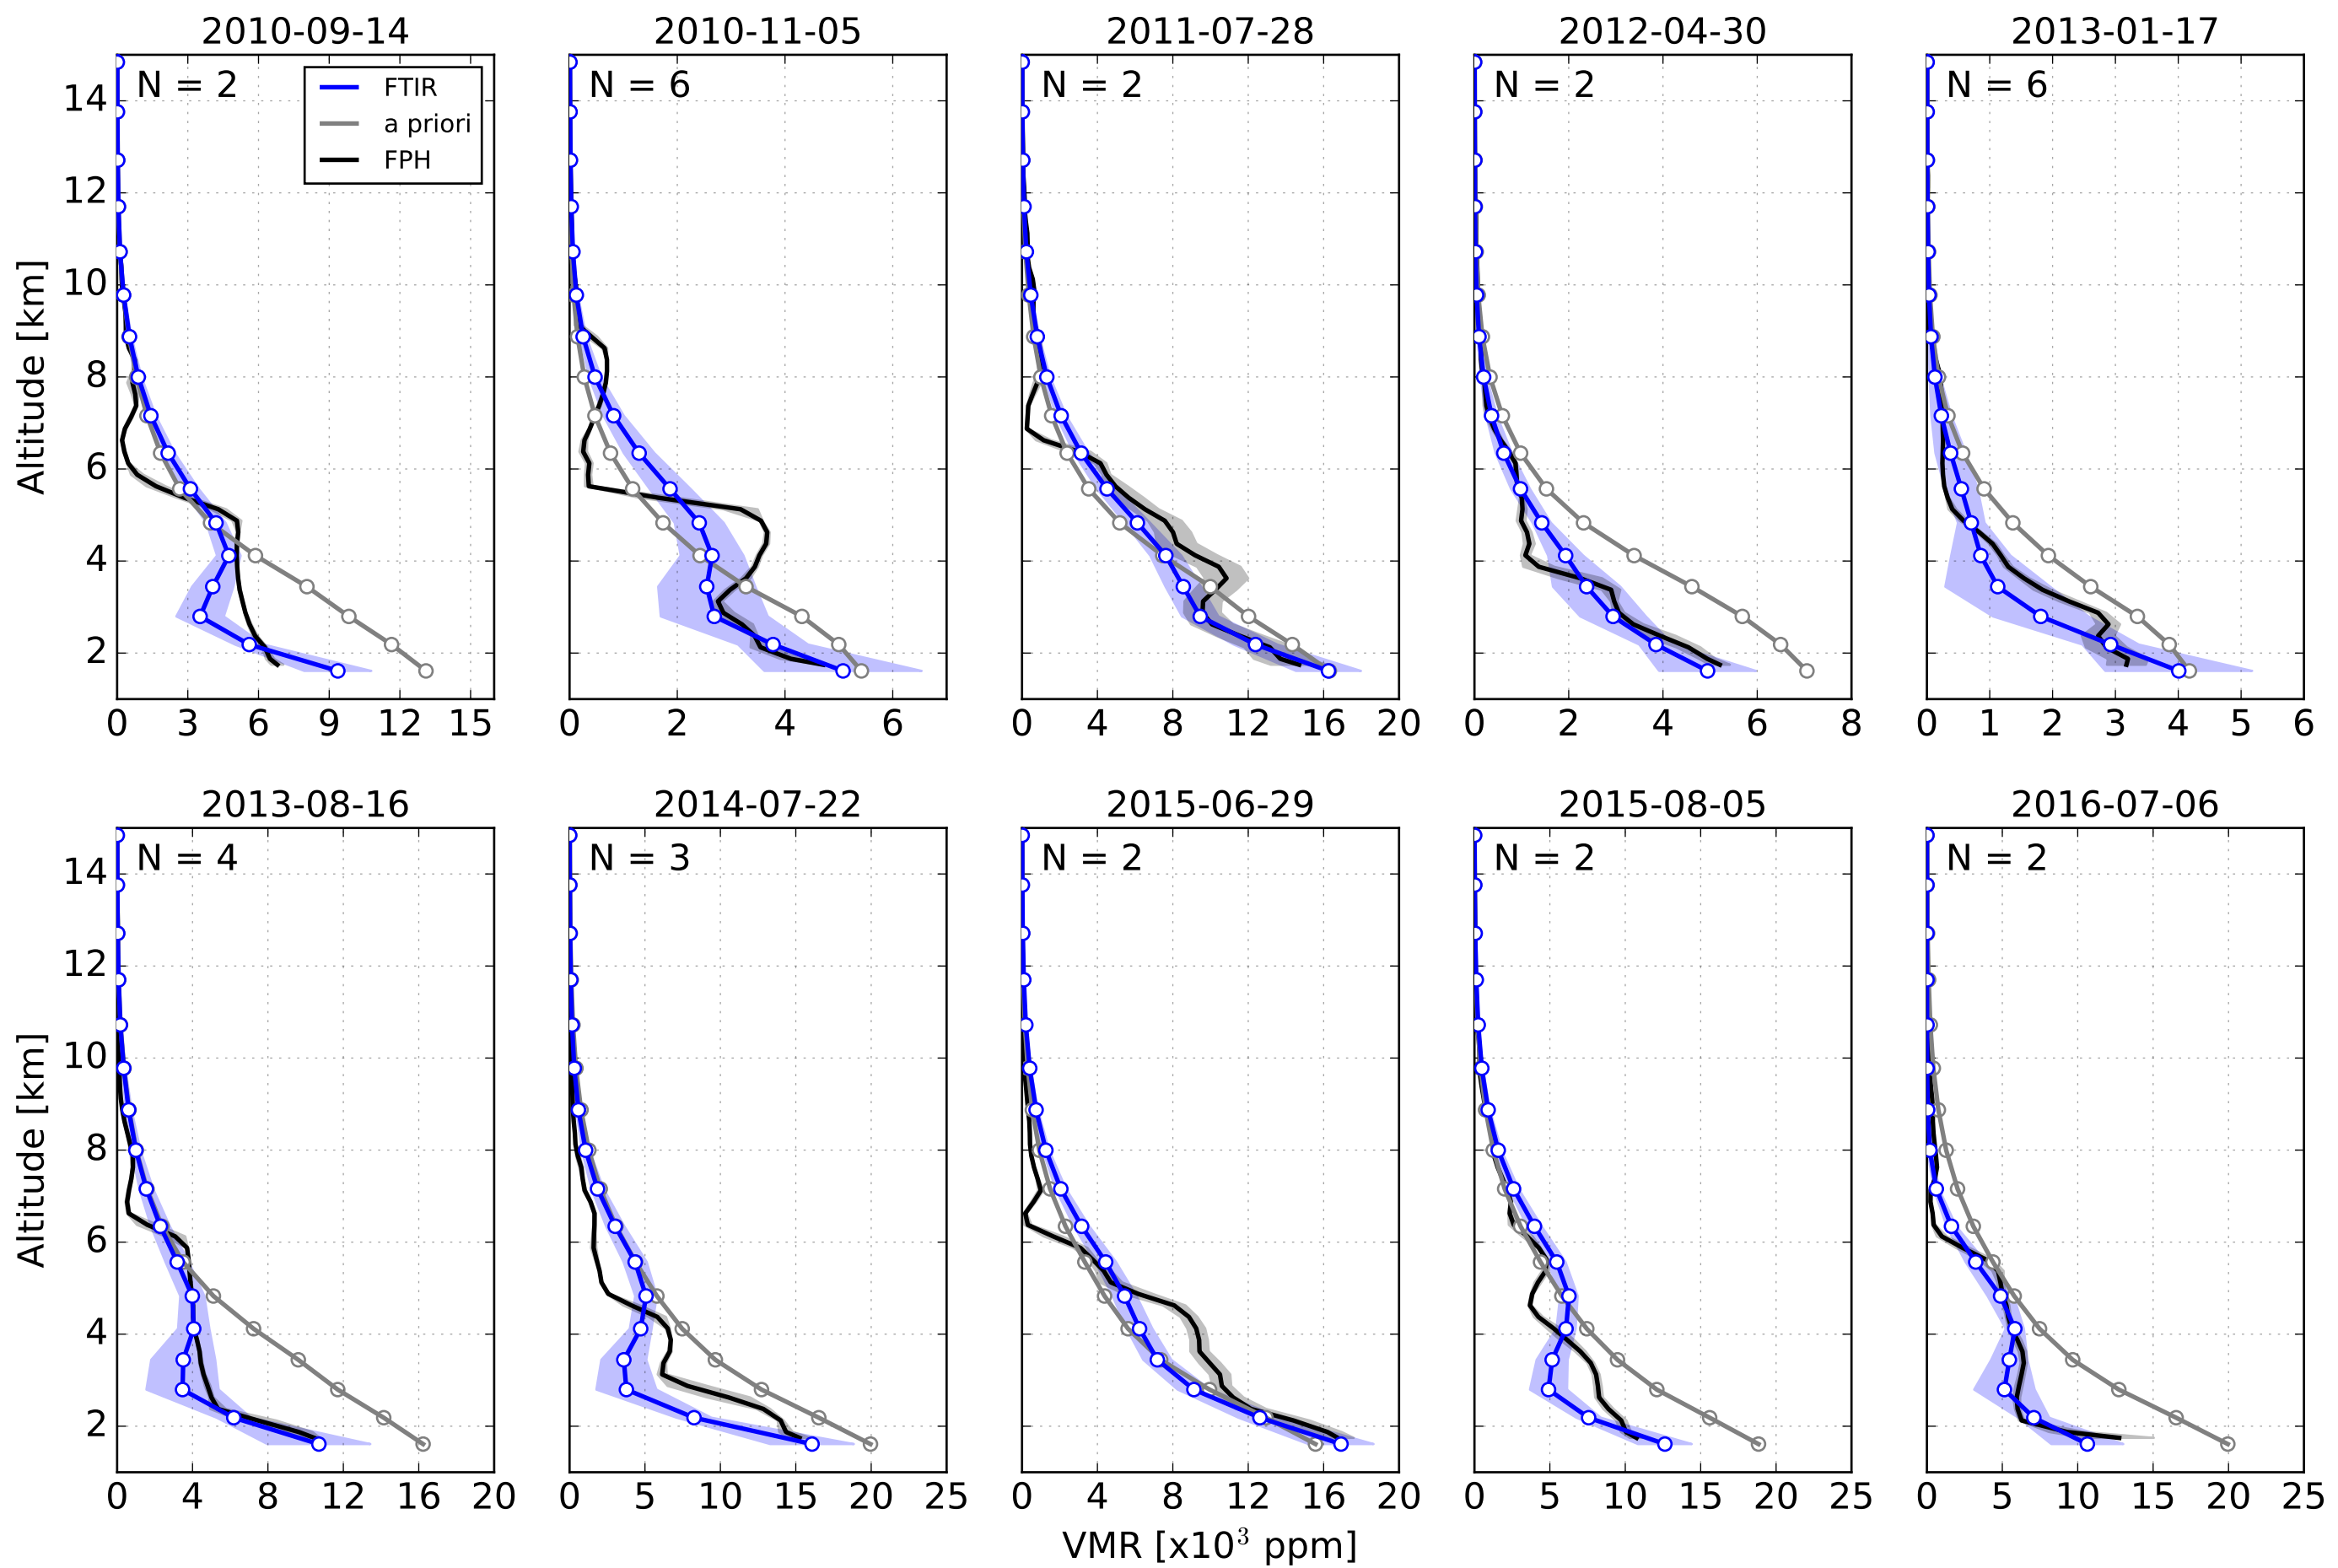 2010-09-14 2010-11-05 2011-07-28 2012-04-30 2013-01-17
N = 2 N = 6 N = 2 N = 2 N = 6
FTIR
a priori
FPH
Altitude [km]
14
12
10
8
6
4
2
0 3 6 9 12 15 0 2 4 6 0 4 8 12 16 20 0 2 4 6 8 0 1 2 3 4 5 6
2013-08-16 2014-07-22 2015-06-29 2015-08-05 2016-07-06
N = 4 N = 3 N = 2 N = 2 N = 2
Altitude [km]
14
12
10
8
6
4
2
0 4 8 12 16 20 0 5 10 15 20 25 0 4 8 12 16 20 0 5 10 15 20 25 0 5 10 15 20 25
VMR [x10³ ppm]